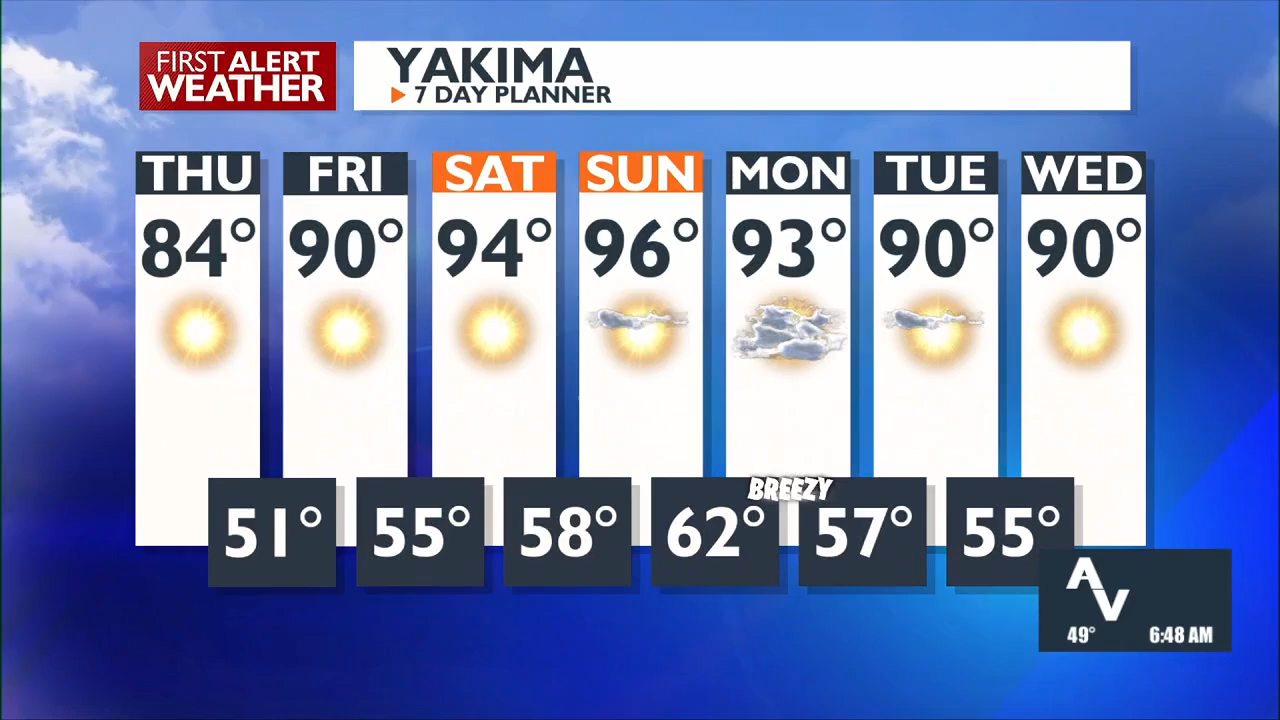 FIRST ALERT
WEATHER
YAKIMA
7 DAY PLANNER
THU FRI SAT SUN MON TUE WED
84° 90° 94° 96° 93° 90° 90°
BREEZY
51° 55° 58° 62° 57° 55°
AV
49° 6:48 AM